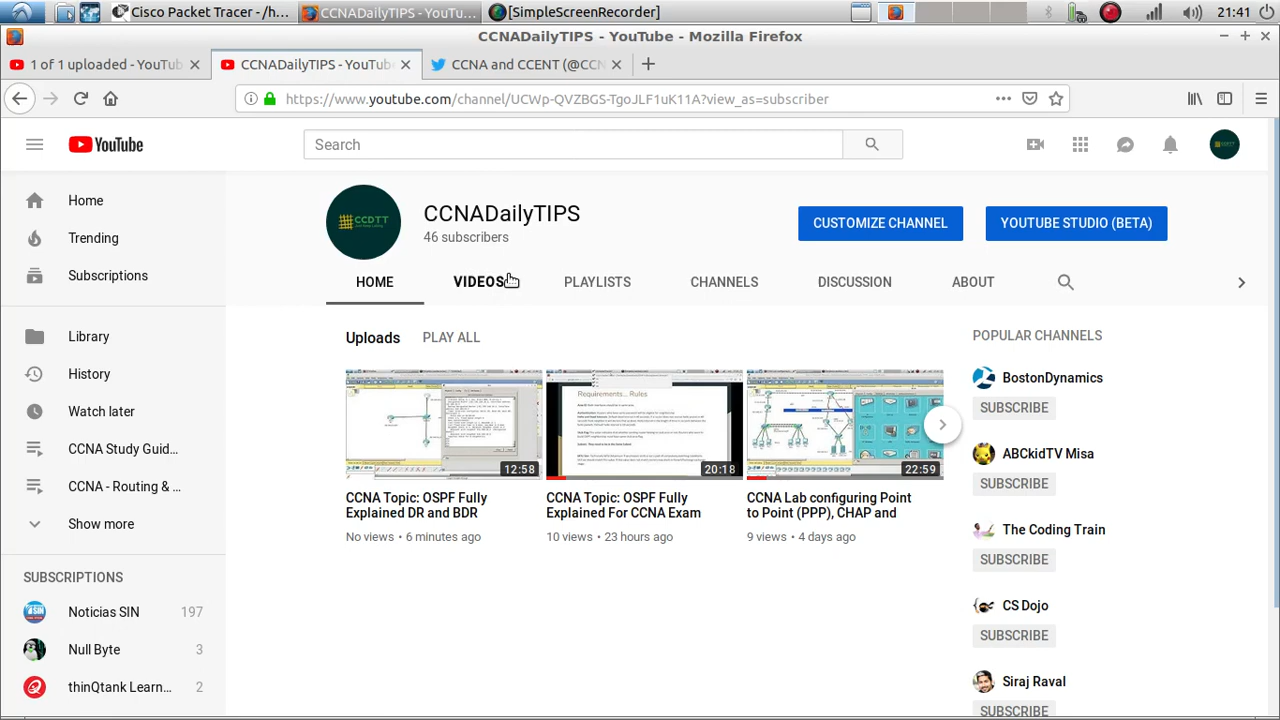 Cisco Packet Tracer - /h...
CCNADailyTIPS - YouTu...
[SimpleScreenRecorder]
21:41
CCNADailyTIPS - YouTube - Mozilla Firefox
1 of 1 uploaded - YouTub
CCNADailyTIPS - YouTube
CCNA and CCENT (@CCN
https://www.youtube.com/channel/UCWp-QVZBGS-TgoJLF1uK11A?view_as=subscriber
YouTube
Search
Home
Trending
Subscriptions
Library
History
Watch later
CCNA Study Guid...
CCNA - Routing & ...
Show more
SUBSCRIPTIONS
Noticias SIN 197
Null Byte 3
thinQtank Learn... 2
CCDTT
CCNADailyTIPS
46 subscribers
CUSTOMIZE CHANNEL
YOUTUBE STUDIO (BETA)
HOME VIDEOS PLAYLISTS CHANNELS DISCUSSION ABOUT
Uploads PLAY ALL
12:58
CCNA Topic: OSPF Fully
Explained DR and BDR
No views • 6 minutes ago
Requirements... Rules
20:18
CCNA Topic: OSPF Fully
Explained For CCNA Exam
10 views • 23 hours ago
22:59
CCNA Lab configuring Point
to Point (PPP), CHAP and
9 views • 4 days ago
POPULAR CHANNELS
BostonDynamics
SUBSCRIBE
ABCkidTV Misa
SUBSCRIBE
The Coding Train
SUBSCRIBE
CS Dojo
SUBSCRIBE
Siraj Raval
SUBSCRIBE